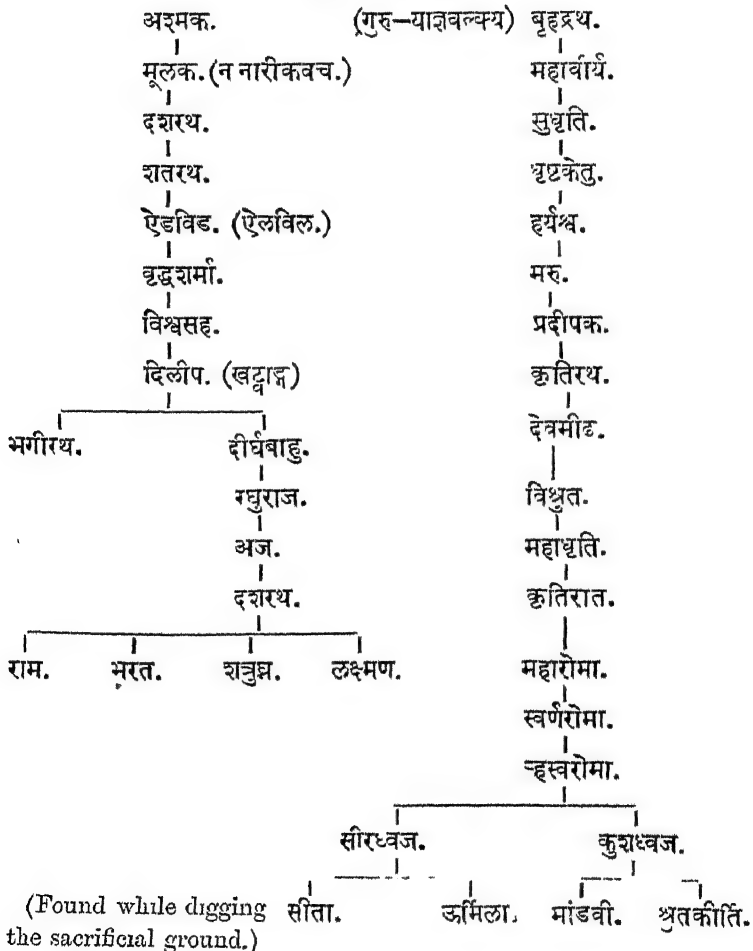 अश्मक. (गुरु-याज्ञवल्क्य) बृहद्रथ.
मूलक. (न नारीकवच.) महावीर्य.
दशरथ. सुधृति.
शतरथ. धृष्टकेतु.
ऐडविड. (ऐलविल.) हर्यश्व.
वृद्धशर्मा. मरु.
विश्वसह. प्रदीपक.
दिलीप. (खट्वाङ्ग) कृतिरथ.
भगीरथ. दीर्घबाहु. देवमीढ.
रघुराज. विश्रुत.
अज. महाधृति.
दशरथ. कृतिरात.
राम. भरत. शत्रुघ्न. लक्ष्मण. महारोमा.
स्वर्णरोमा.
ऱ्हस्वरोमा.
सीरध्वज. कुशध्वज.
(Found while digging सीता. ऊर्मिला. मांडवी. श्रुतकीर्ति.
the sacrificial ground.)